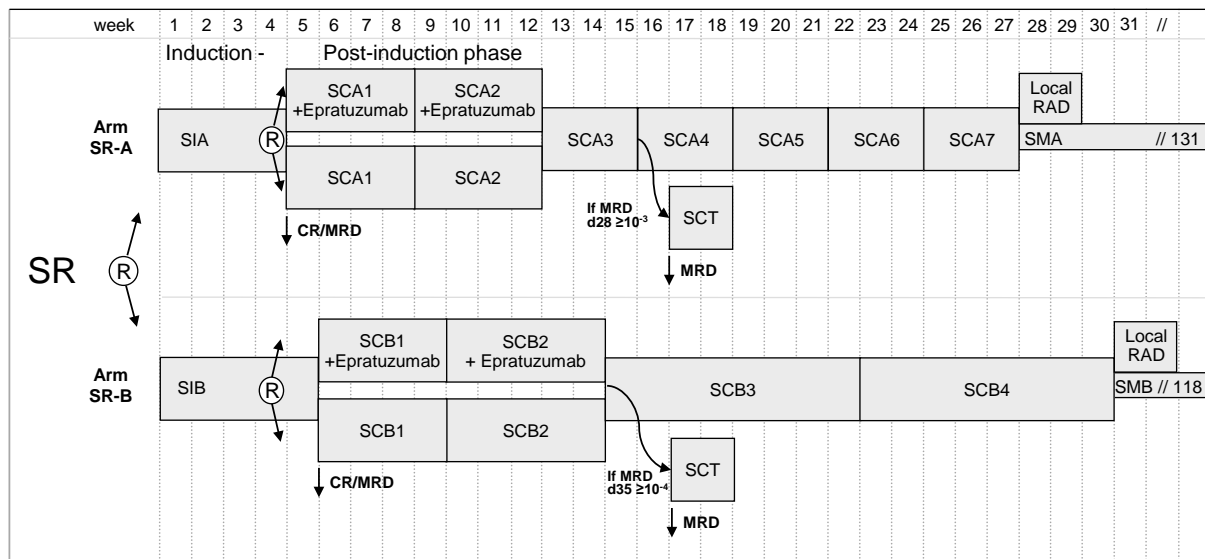 week 1 2 3 4 5 6 7 8 9 10 11 12 13 14 15 16 17 18 19 20 21 22 23 24 25 26 27 28 29 30 31 //
Induction - Post-induction phase
SCA1 +Epratuzumab
SCA2 +Epratuzumab
Local RAD
Arm SR-A
SIA
R
SCA3
SCA4
SCA5
SCA6
SCA7
SMA // 131
SCA1
SCA2
If MRD
d28 ≥10-3
SCT
CR/MRD
MRD
SR
R
SCB1 +Epratuzumab
SCB2 + Epratuzumab
Local RAD
Arm SR-B
SIB
R
SCB3
SCB4
SMB // 118
SCB1
SCB2
If MRD
d35 ≥10-4
SCT
CR/MRD
MRD